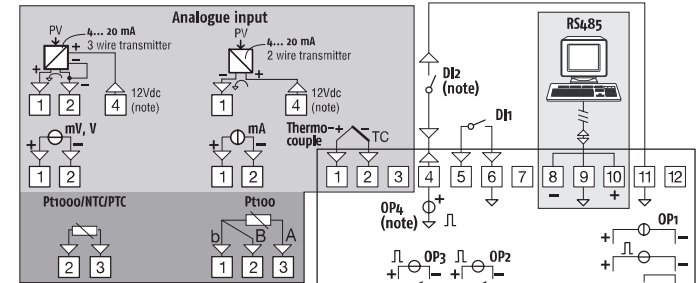 Analogue input
PV
4... 20 mA
3 wire transmitter
+
-
+
-
1 2 4
12Vdc
(note)
PV
4... 20 mA
2 wire transmitter
+
-
1 4
12Vdc
(note)
mV, V
+
-
1 2
mA
+
-
1 2
Thermo-
couple
+
-
TC
1 2 3 4 5 6 7 8 9 10 11 12
DI2
(note)
DI1
RS485
-
+
Pt1000/NTC/PTC
2 3
Pt100
b B A
1 2 3
OP4
(note)
+
OP3
+
-
OP2
+
-
OP1
+
-
+
-